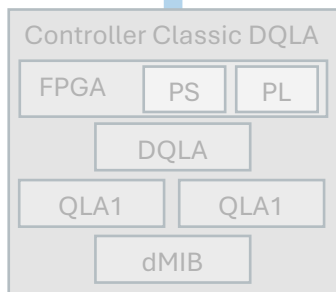 Controller Classic DQLA
FPGA PS PL
DQLA
QLA1 QLA1
dMIB